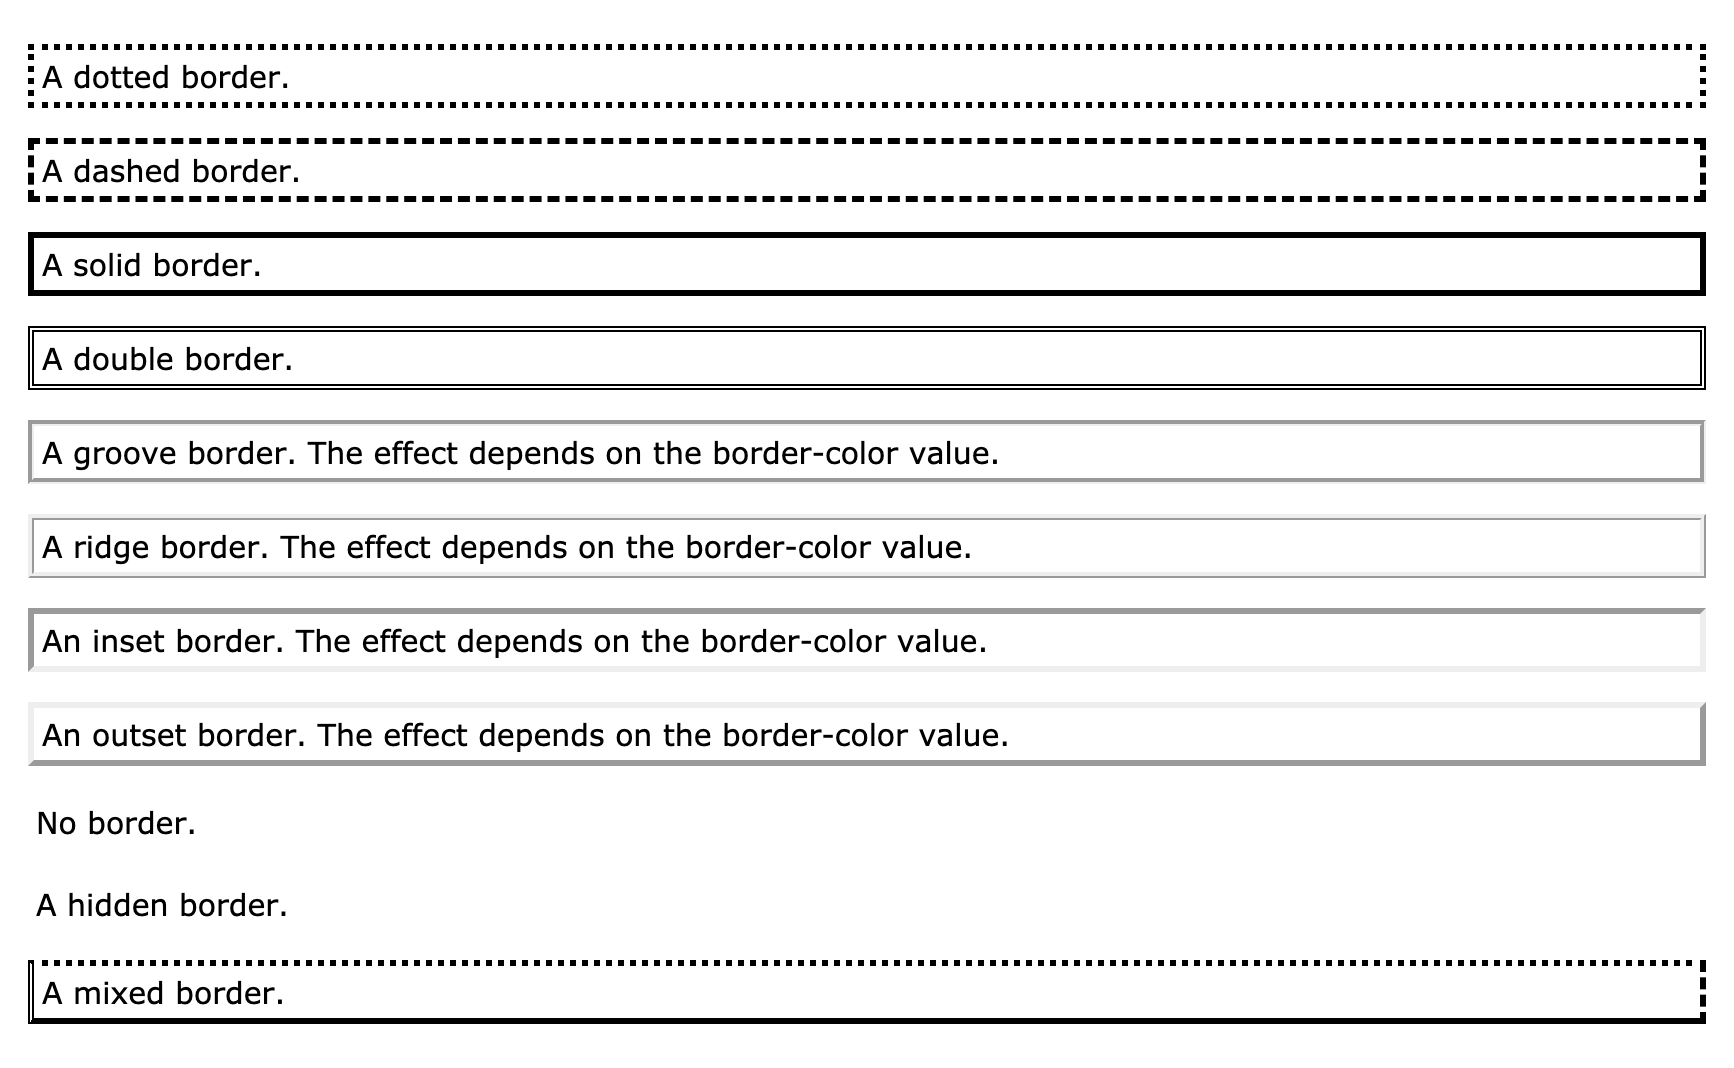 A dotted border.
A dashed border.
A solid border.
A double border.
A groove border. The effect depends on the border-color value.
A ridge border. The effect depends on the border-color value.
An inset border. The effect depends on the border-color value.
An outset border. The effect depends on the border-color value.
No border.
A hidden border.
A mixed border.